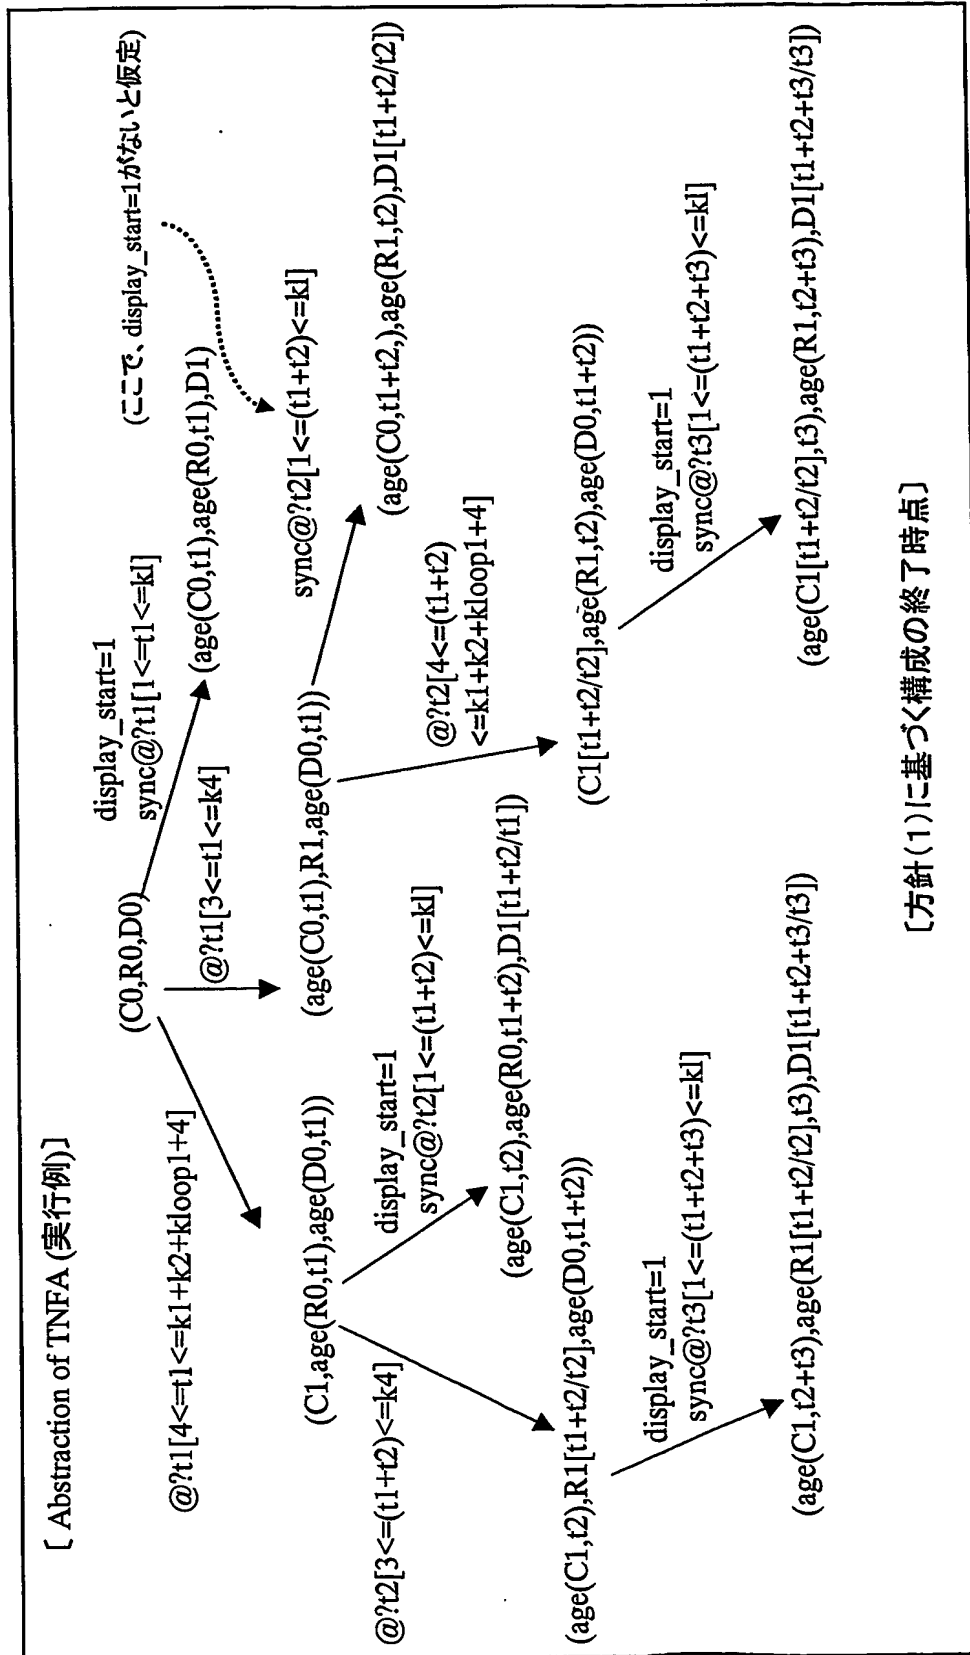 [ Abstraction of TNFA (実行例)]
(ここで、display_start=1がないと仮定)
display_start=1
sync@?t1[1<=t1<=kl]
(C0,R0,D0)
@?t1[4<=t1<=k1+k2+kloop1+4]
@?t1[3<=t1<=k4]
(age(C0,t1),age(R0,t1),D1)
sync@?t2[1<=(t1+t2)<=kl]
(C1,age(R0,t1),age(D0,t1))
(age(C0,t1),R1,age(D0,t1))
(age(C0,t1+t2,),age(R1,t2),D1[t1+t2/t2])
@?t2[3<=(t1+t2)<=k4]
display_start=1
sync@?t2[1<=(t1+t2)<=kl]
@?t2[4<=(t1+t2)
<=k1+k2+kloop1+4]
(age(C1,t2),age(R0,t1+t2),D1[t1+t2/t1])
(age(C1,t2),R1[t1+t2/t2],age(D0,t1+t2))
(C1[t1+t2/t2],age(R1,t2),age(D0,t1+t2))
display_start=1
sync@?t3[1<=(t1+t2+t3)<=kl]
display_start=1
sync@?t3[1<=(t1+t2+t3)<=kl]
(age(C1,t2+t3),age(R1[t1+t2/t2],t3),D1[t1+t2+t3/t3])
(age(C1[t1+t2/t2],t3),age(R1,t2+t3),D1[t1+t2+t3/t3])
[方針(1)に基づく構成の終了時点]